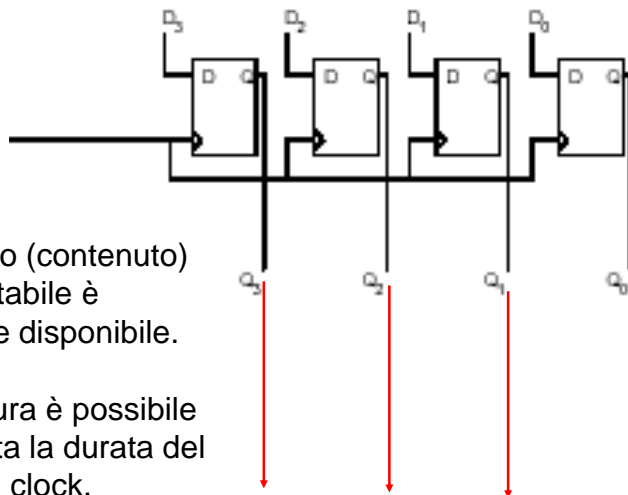 D3 D2 D1 D0
D Q D Q D Q D Q
o (contenuto)
Q3 Q2 Q1 Q0
tabile è
e disponibile.
ura è possibile
ta la durata del
clock.